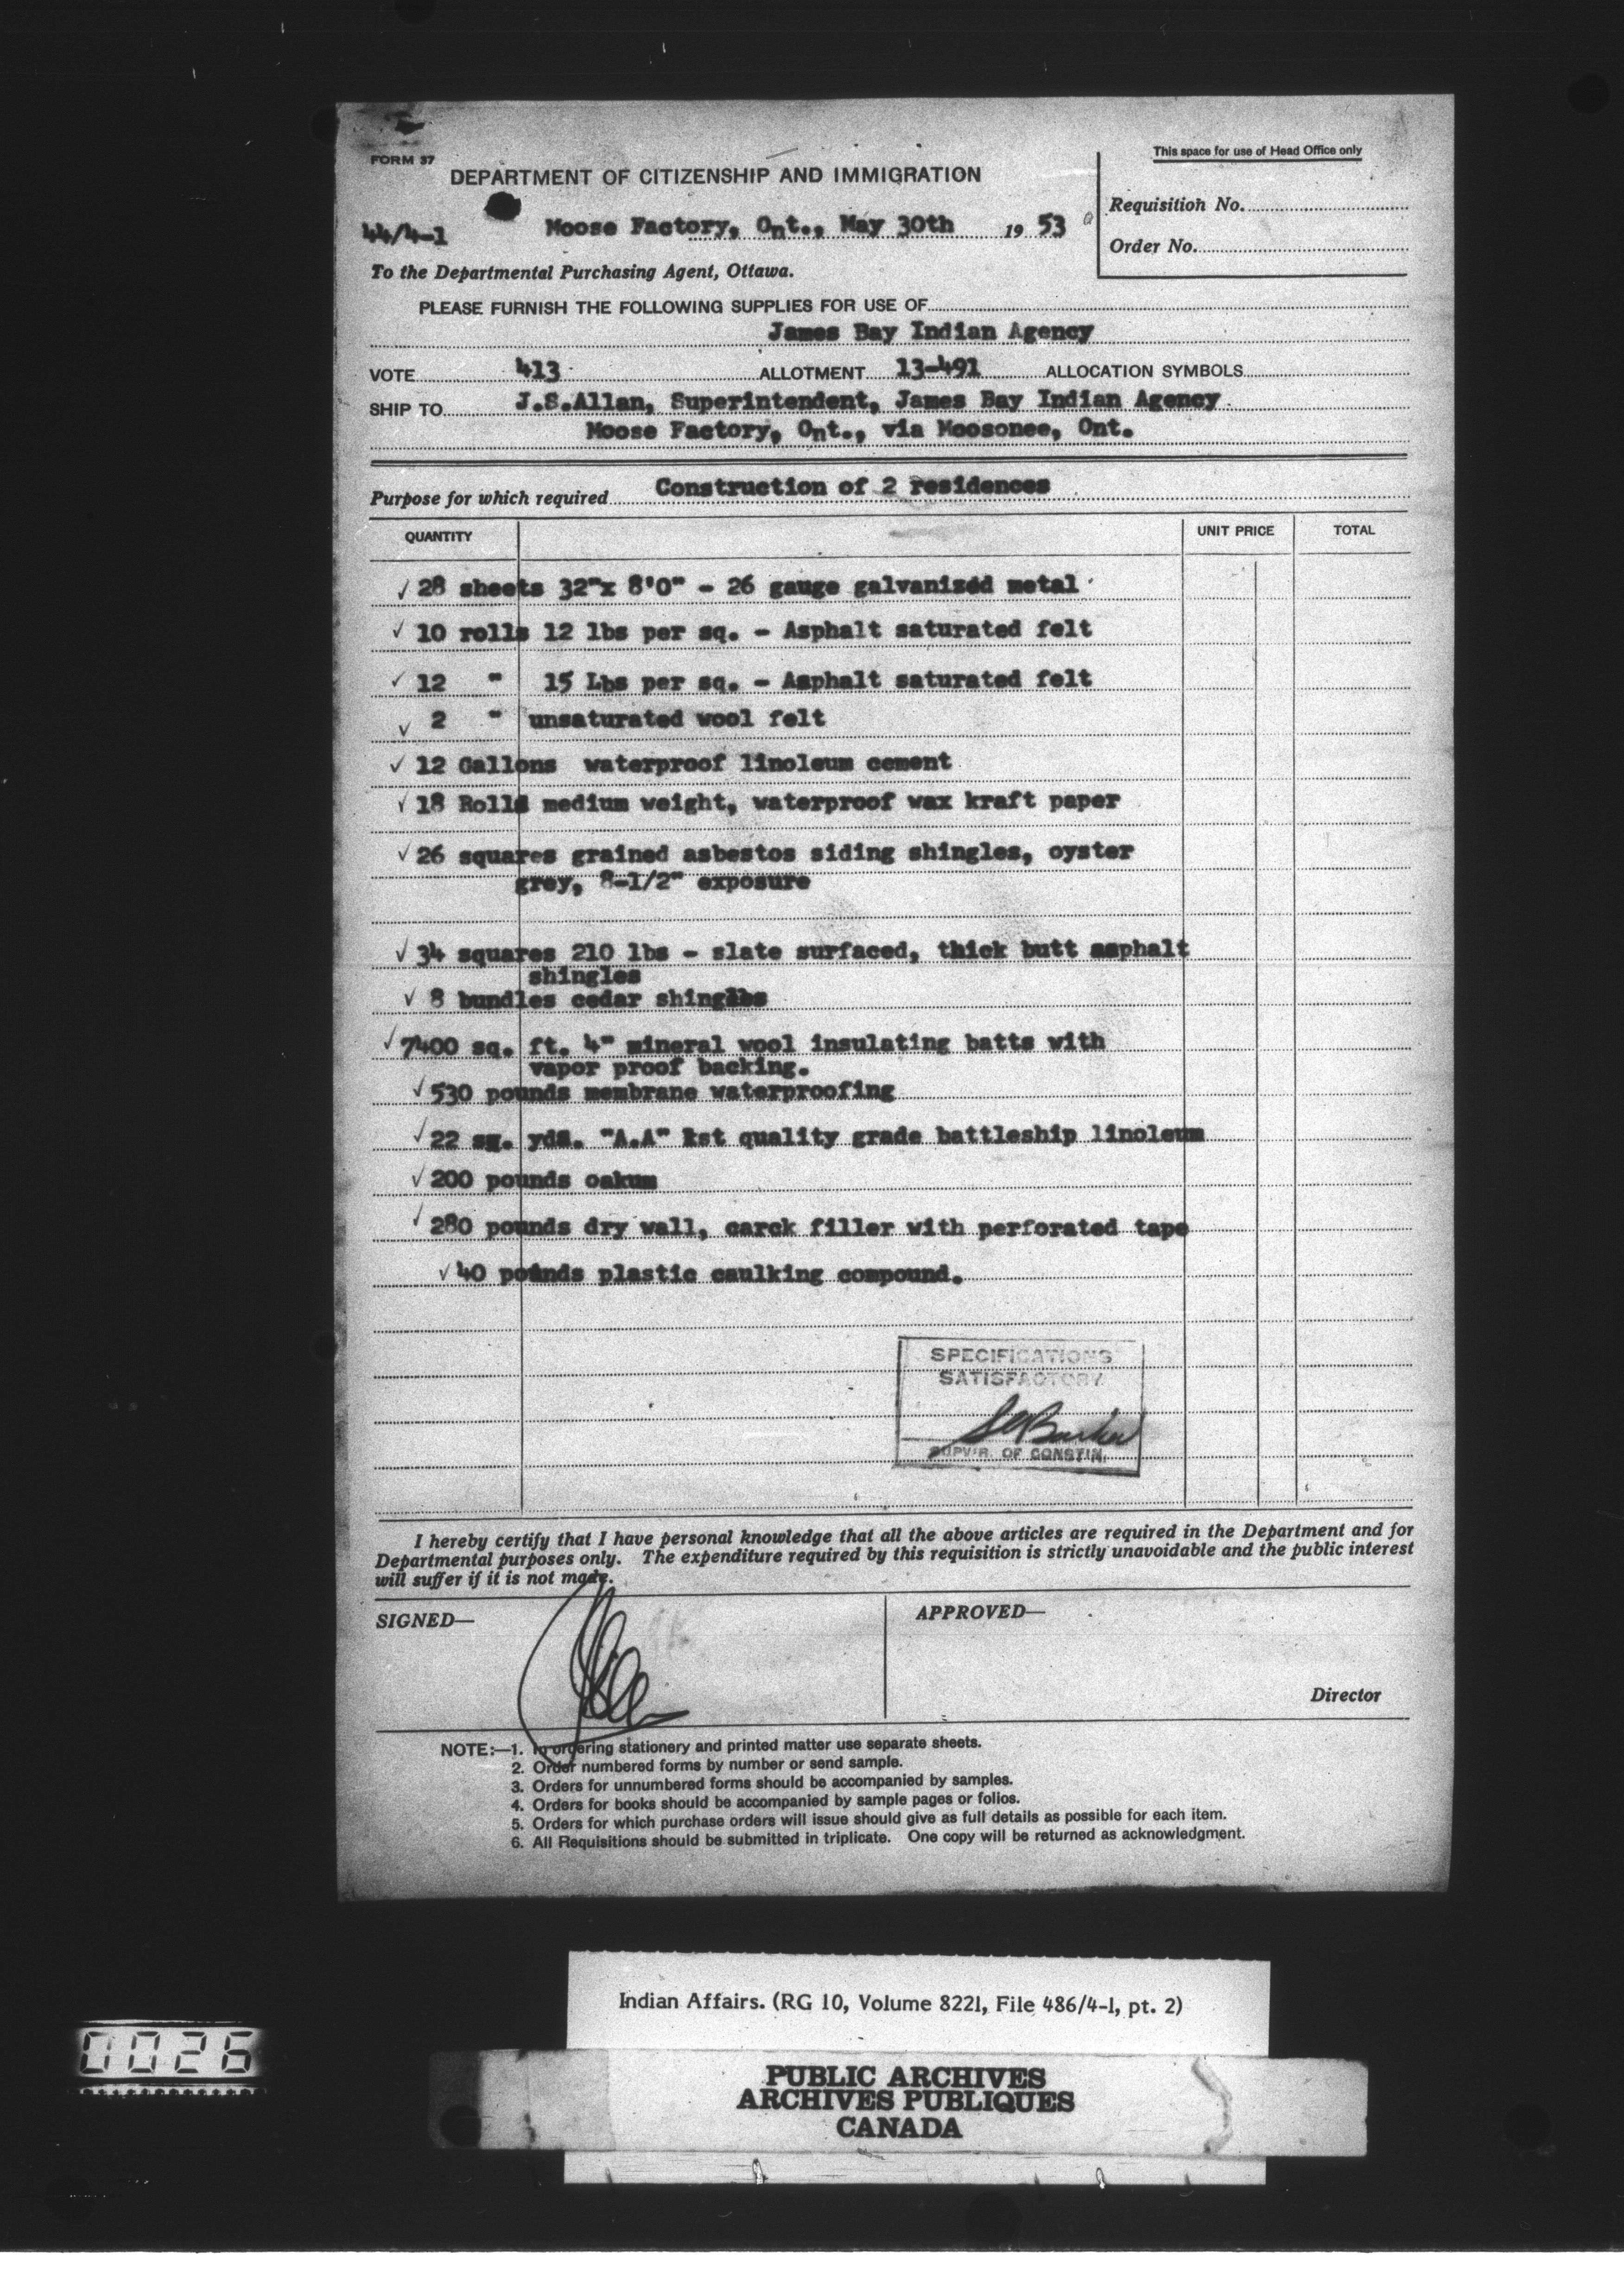 FORM 37
This space for use of Head Office only
DEPARTMENT OF CITIZENSHIP AND IMMIGRATION
Requisition No.
44/4-1
Moose Factory, Ont., May 30th 19 53
Order No.
To the Departmental Purchasing Agent, Ottawa.
PLEASE FURNISH THE FOLLOWING SUPPLIES FOR USE OF
James Bay Indian Agency
VOTE 413 ALLOTMENT 13-491 ALLOCATION SYMBOLS
SHIP TO J.S.Allan, Superintendent, James Bay Indian Agency
Moose Factory, Ont., via Moosonee, Ont.
Purpose for which required Construction of 2 residences
QUANTITY UNIT PRICE TOTAL
✓ 28 sheets 32"x 8'0" - 26 gauge galvanized metal
✓ 10 rolls 12 lbs per sq. - Asphalt saturated felt
✓ 12 " 15 Lbs per sq. - Asphalt saturated felt
✓ 2 " unsaturated wool felt
✓ 12 Gallons waterproof linoleum cement
✓ 18 Rolls medium weight, waterproof wax kraft paper
✓ 26 squares grained asbestos siding shingles, oyster
grey, 8-1/2" exposure
✓ 34 squares 210 lbs - slate surfaced, thick butt asphalt
shingles
✓ 8 bundles cedar shingles
✓ 7400 sq. ft. 4" mineral wool insulating batts with
vapor proof backing.
✓ 530 pounds membrane waterproofing
✓ 22 sq. yds. "A.A" 1st quality grade battleship linoleum
✓ 200 pounds oakum
✓ 280 pounds dry wall, carck filler with perforated tape
✓ 40 pounds plastic caulking compound.
SPECIFICATIONS
SATISFACTORY
SUPV'R. OF CONST'N.
I hereby certify that I have personal knowledge that all the above articles are required in the Department and for
Departmental purposes only. The expenditure required by this requisition is strictly unavoidable and the public interest
will suffer if it is not made.
SIGNED—
APPROVED—
Director
NOTE:—1. In ordering stationery and printed matter use separate sheets.
2. Order numbered forms by number or send sample.
3. Orders for unnumbered forms should be accompanied by samples.
4. Orders for books should be accompanied by sample pages or folios.
5. Orders for which purchase orders will issue should give as full details as possible for each item.
6. All Requisitions should be submitted in triplicate. One copy will be returned as acknowledgment.
Indian Affairs. (RG 10, Volume 8221, File 486/4-1, pt. 2)
0026
PUBLIC ARCHIVES
ARCHIVES PUBLIQUES
CANADA